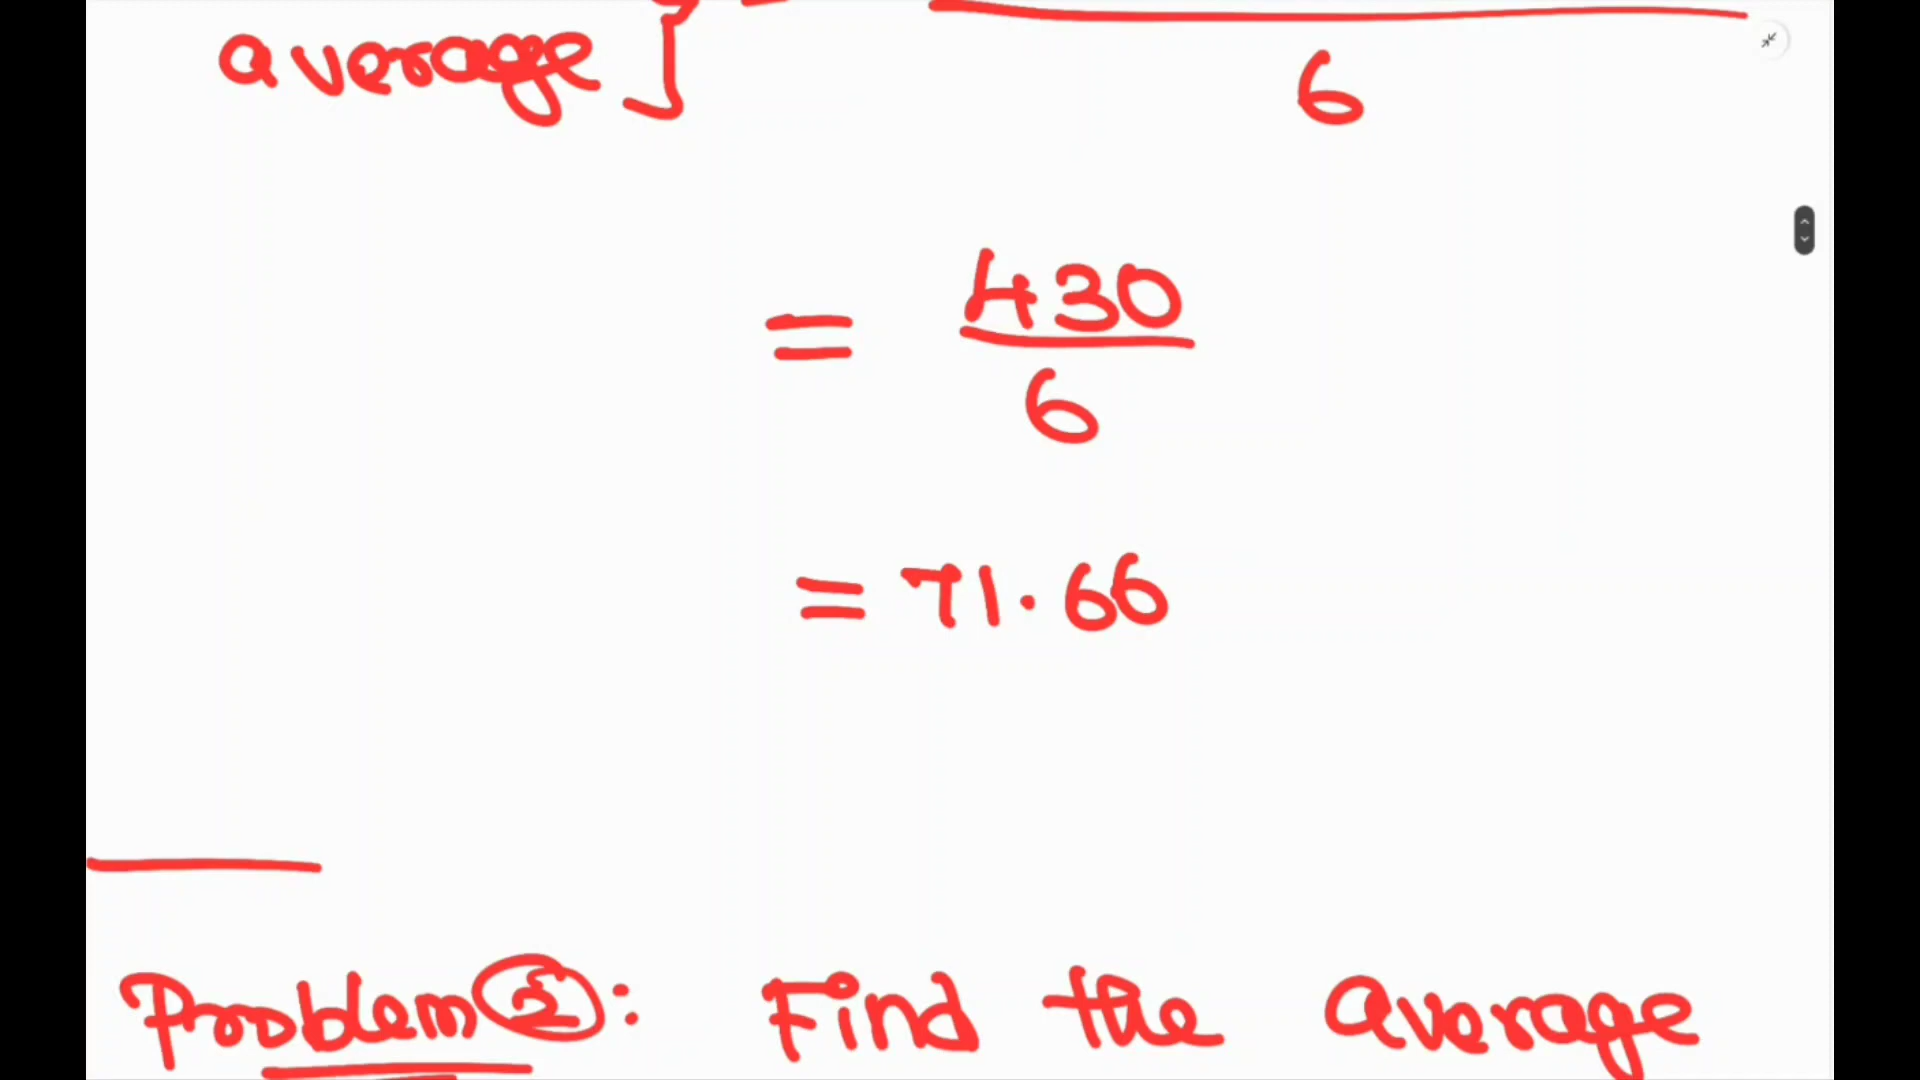 average } =
6
= 430
6
= 71.66
Problem ② : Find the average